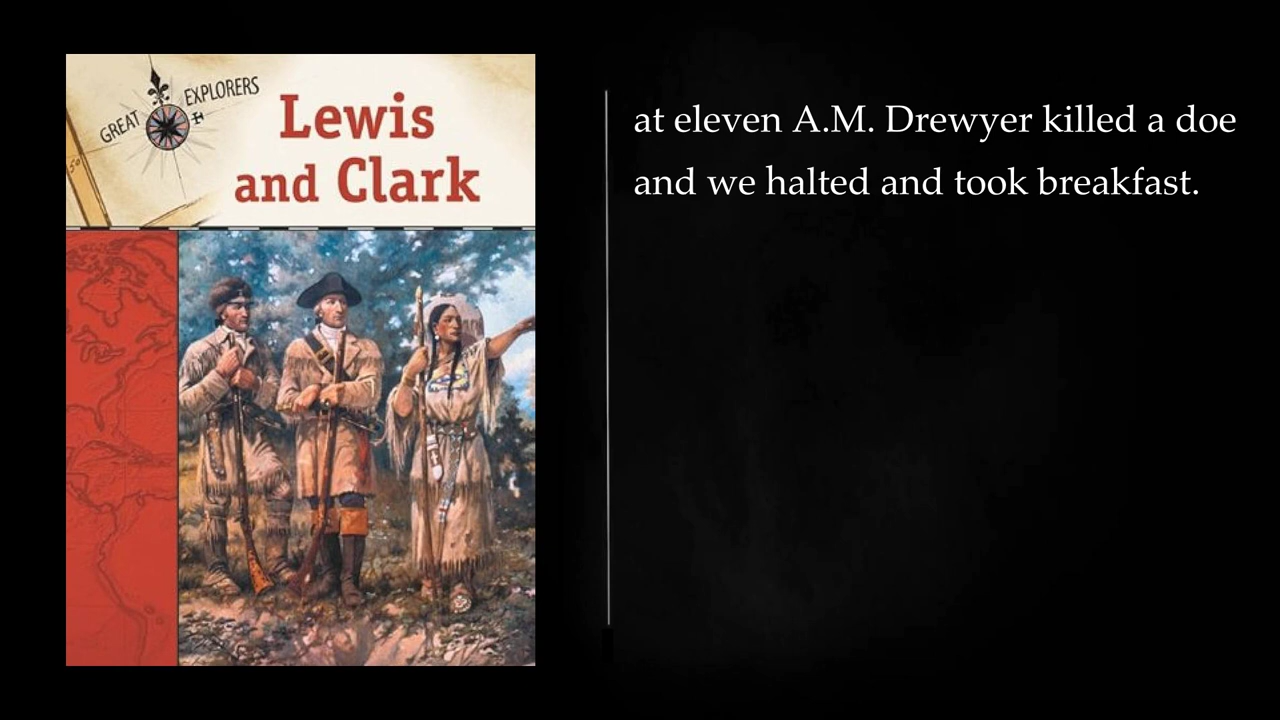 GREAT EXPLORERS
Lewis
and Clark
at eleven A.M. Drewyer killed a doe
and we halted and took breakfast.